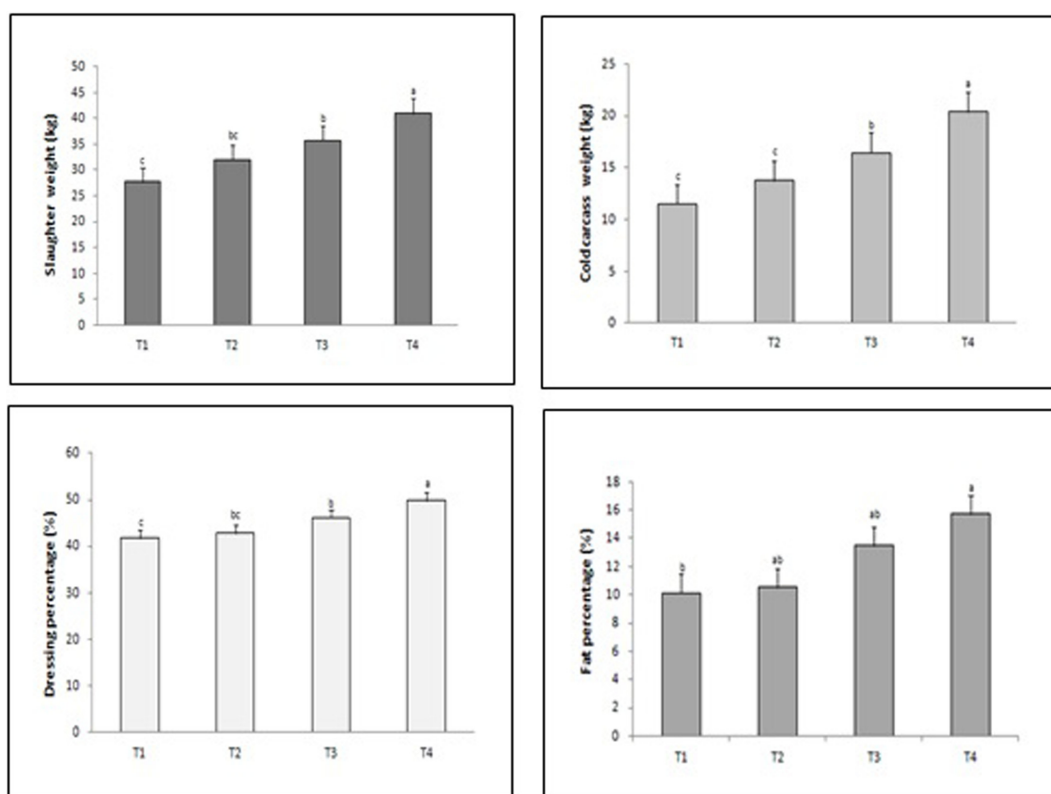 Slaughter weight (kg)
50
45
40
35
30
25
20
15
10
5
0
c
bc
b
a
T1
T2
T3
T4
Cold carcass weight (kg)
25
20
15
10
5
0
c
c
b
a
T1
T2
T3
T4
Dressing percentage (%)
60
50
40
30
20
10
0
c
bc
b
a
T1
T2
T3
T4
Fat percentage (%)
18
16
14
12
10
8
6
4
2
0
b
ab
ab
a
T1
T2
T3
T4